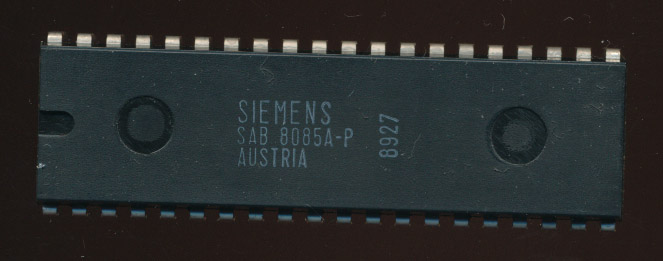 SIEMENS
SAB 8085A-P
AUSTRIA
8927